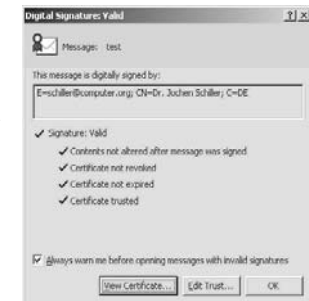 Digital Signature: Valid
Message: test
This message is digitally signed by:
E=schiller@computer.org; CN=Dr. Jochen Schiller; C=DE
Signature: Valid
Contents not altered after message was signed
Certificate not revoked
Certificate not expired
Certificate trusted
Always warn me before opening messages with invalid signatures
View Certificate... Edit Trust... OK